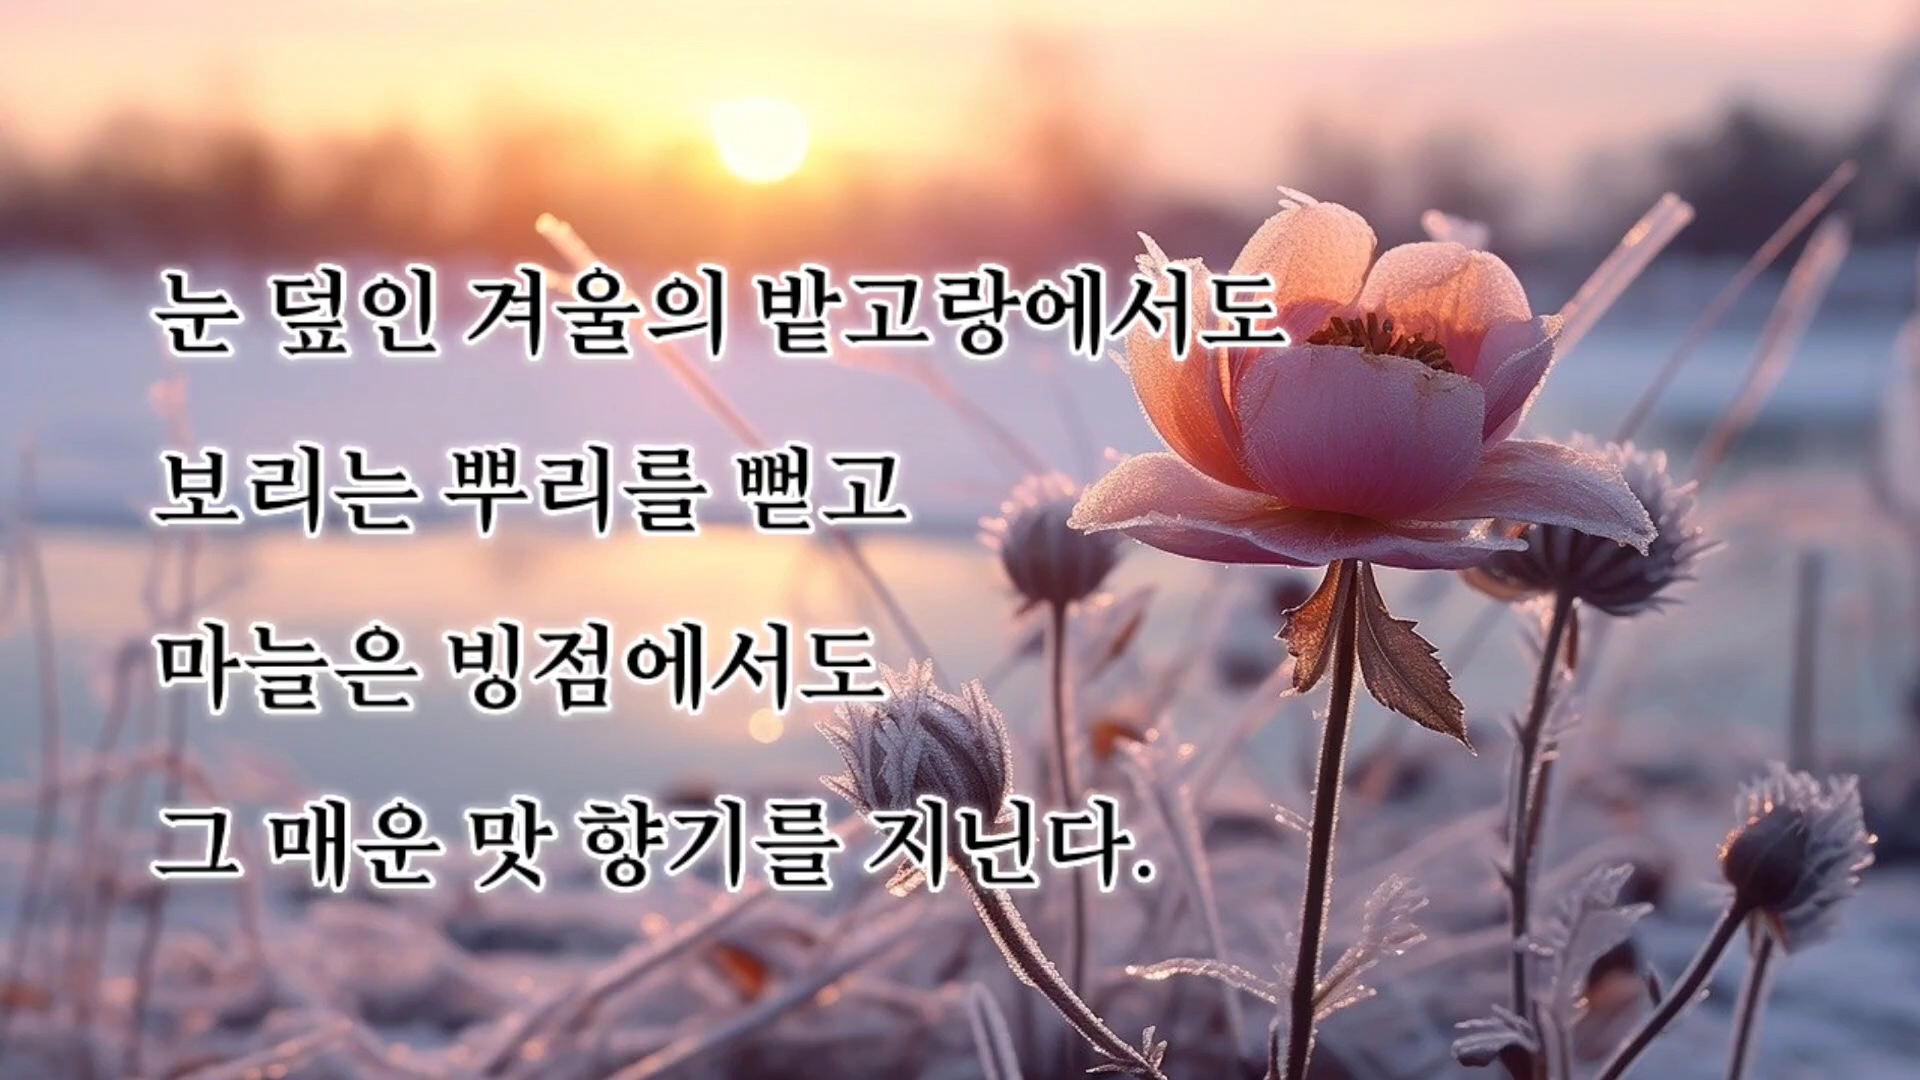 눈 덮인 겨울의 밭고랑에서도
보리는 뿌리를 뻗고
마늘은 빙점에서도
그 매운 맛 향기를 지닌다.